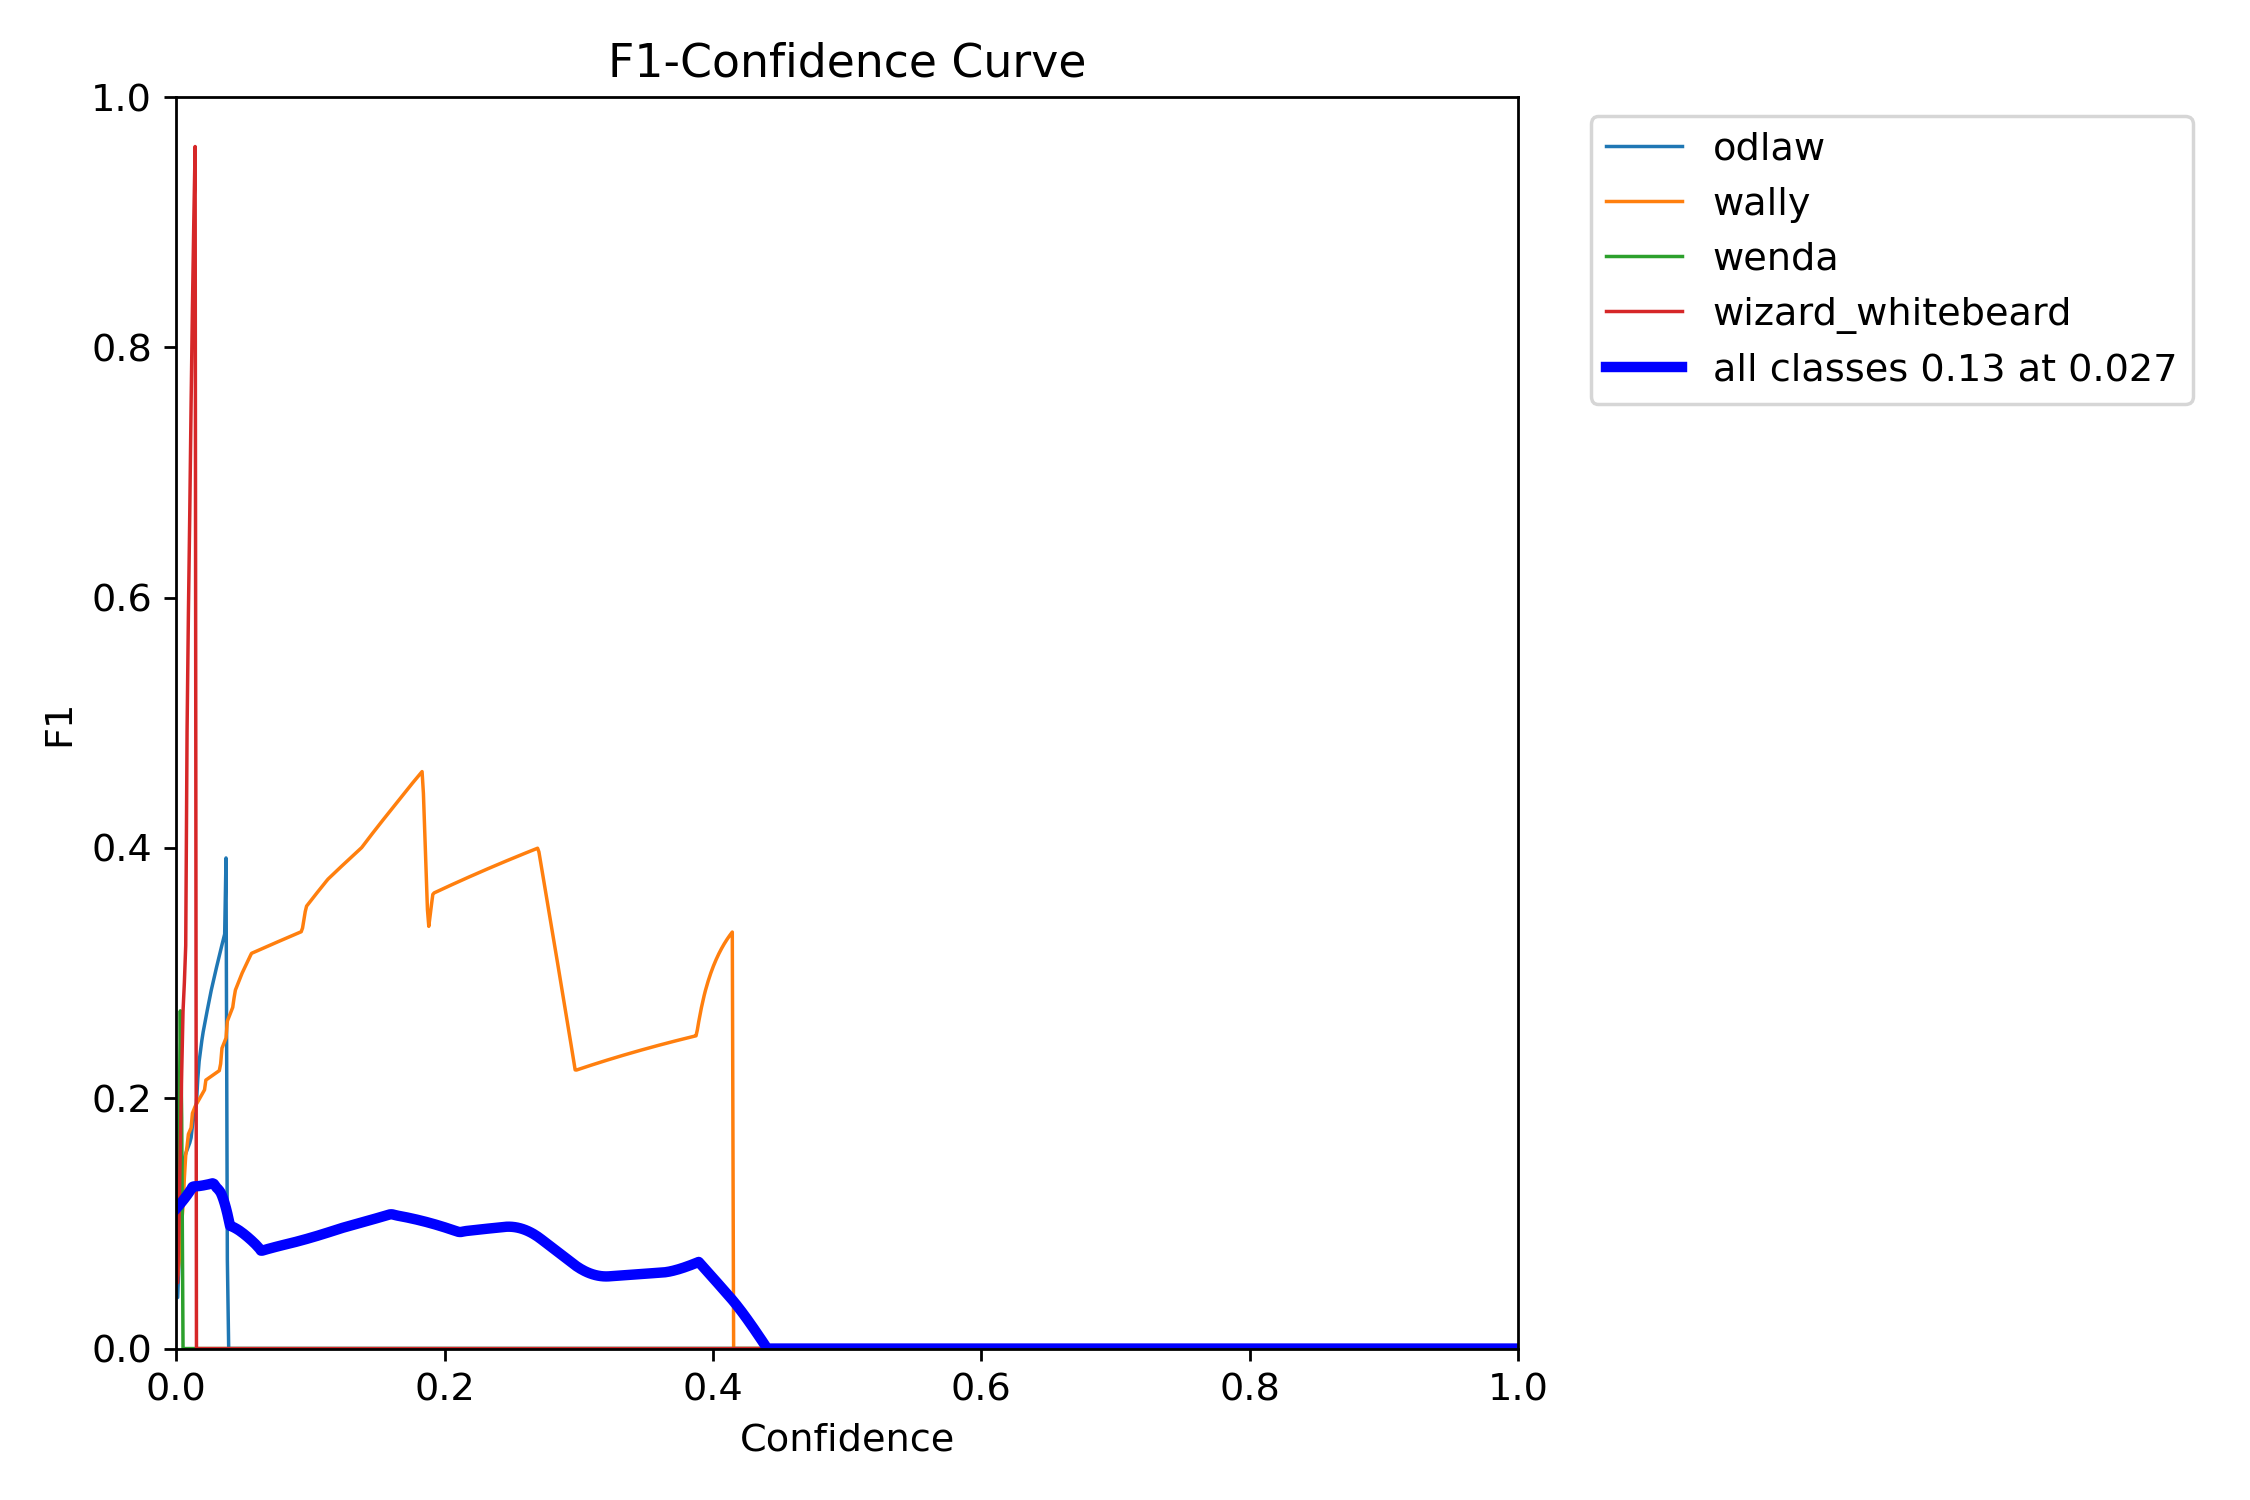 F1-Confidence Curve
1.0
0.8
0.6
0.4
0.2
0.0
F1
0.0 0.2 0.4 0.6 0.8 1.0
Confidence
odlaw
wally
wenda
wizard_whitebeard
all classes 0.13 at 0.027